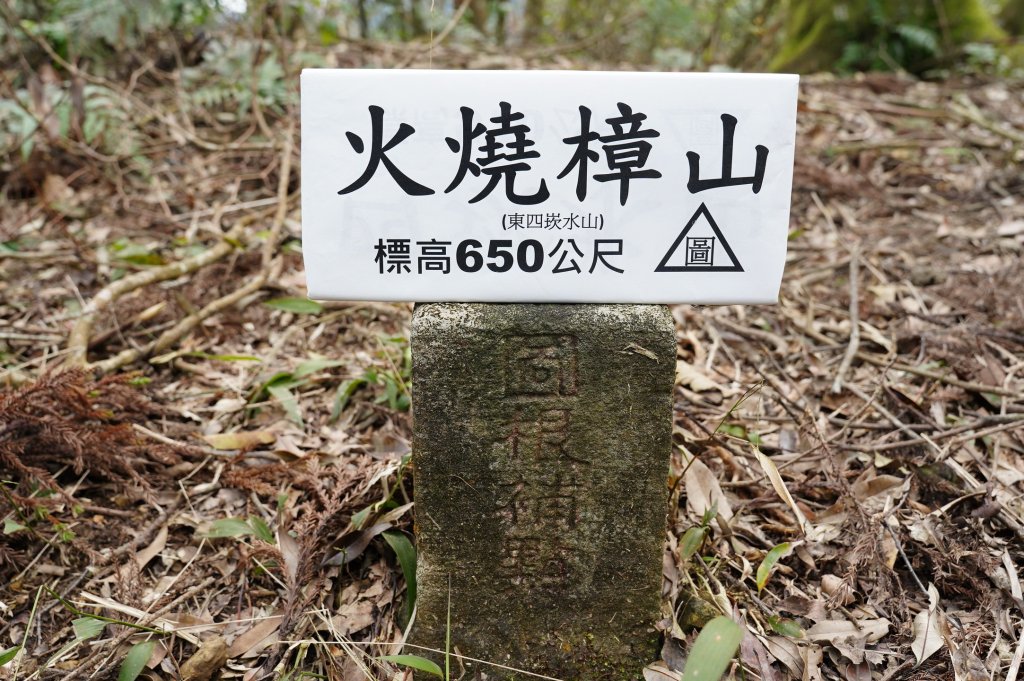 火燒樟山
(東四崁水山)
標高650公尺
圖
圖根補點